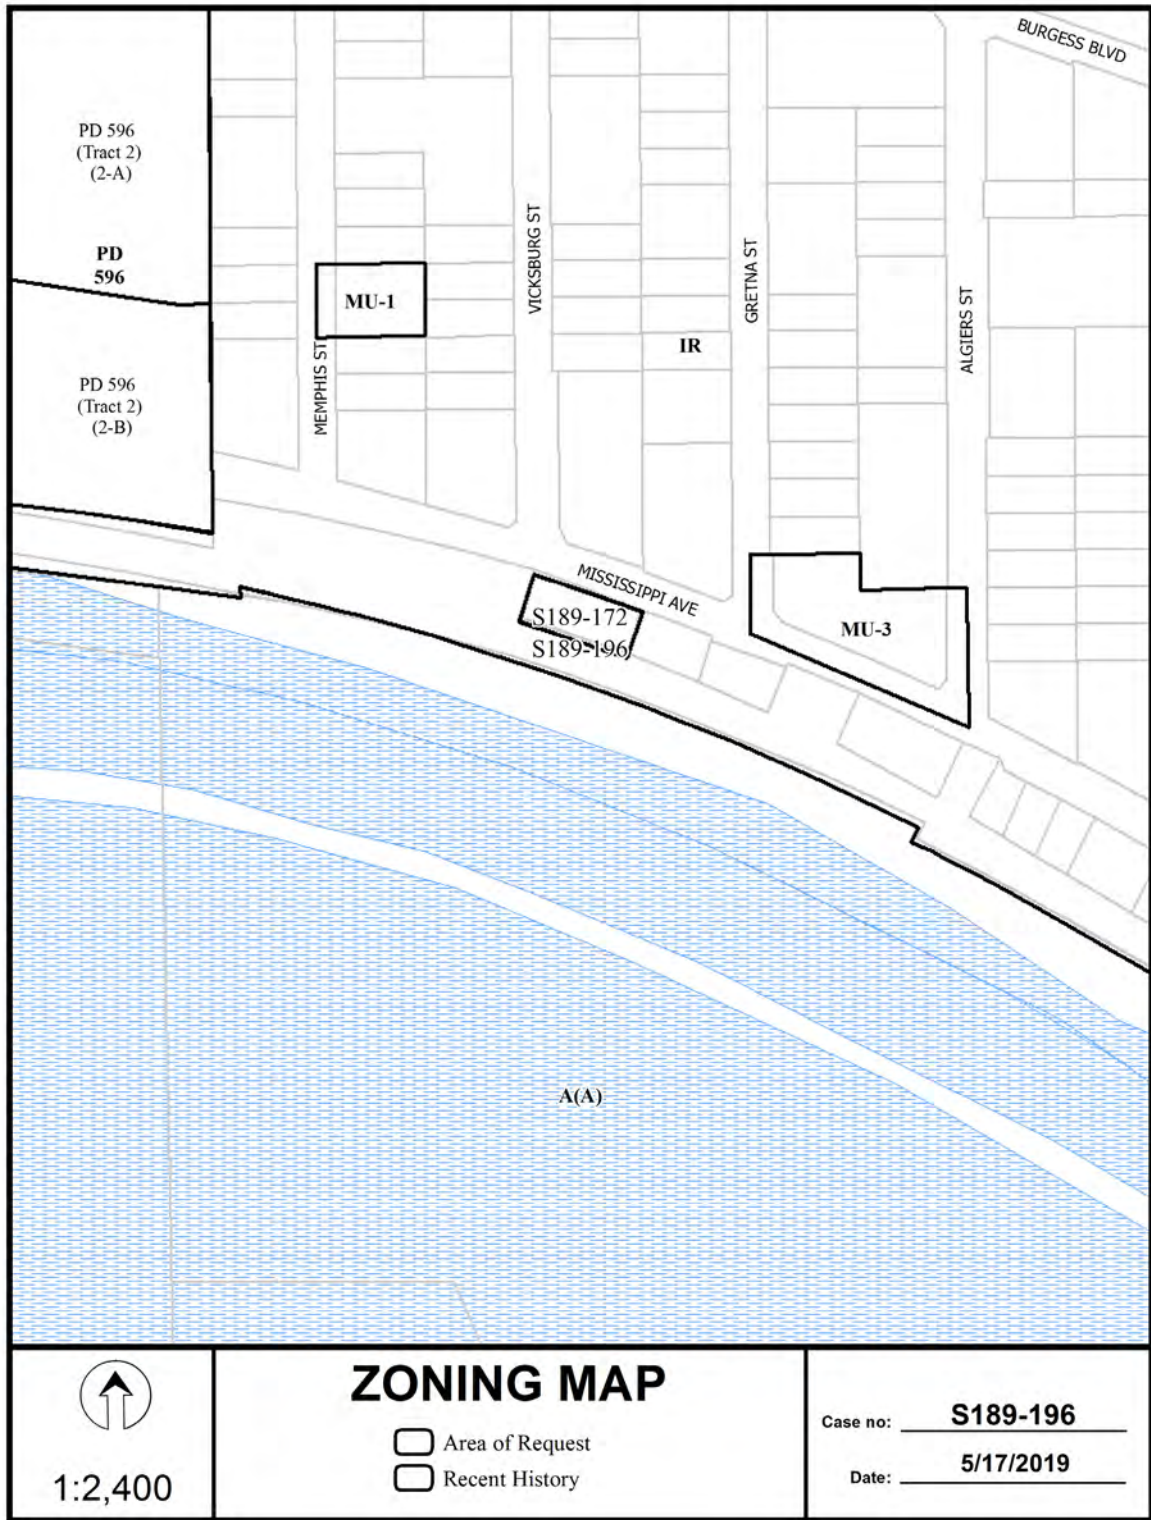 BURGESS BLVD
PD 596
(Tract 2)
(2-A)
PD
596
MU-1
VICKSBURG ST
GRETNA ST
ALGIERS ST
IR
MEMPHIS ST
PD 596
(Tract 2)
(2-B)
MISSISSIPPI AVE
S189-172
S189-196
MU-3
A(A)
1:2,400
ZONING MAP
Area of Request
Recent History
Case no: S189-196
Date: 5/17/2019